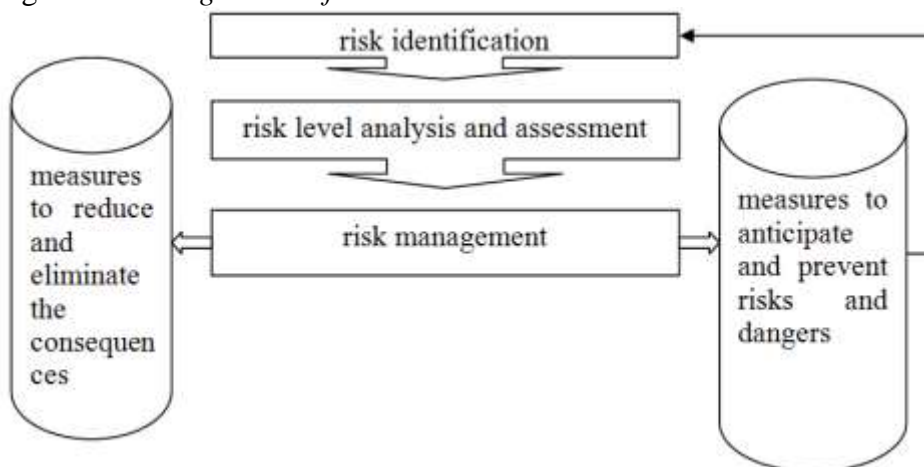 risk identification
risk level analysis and assessment
risk management
measures
to reduce
and
eliminate
the
consequen
ces
measures to
anticipate
and prevent
risks and
dangers